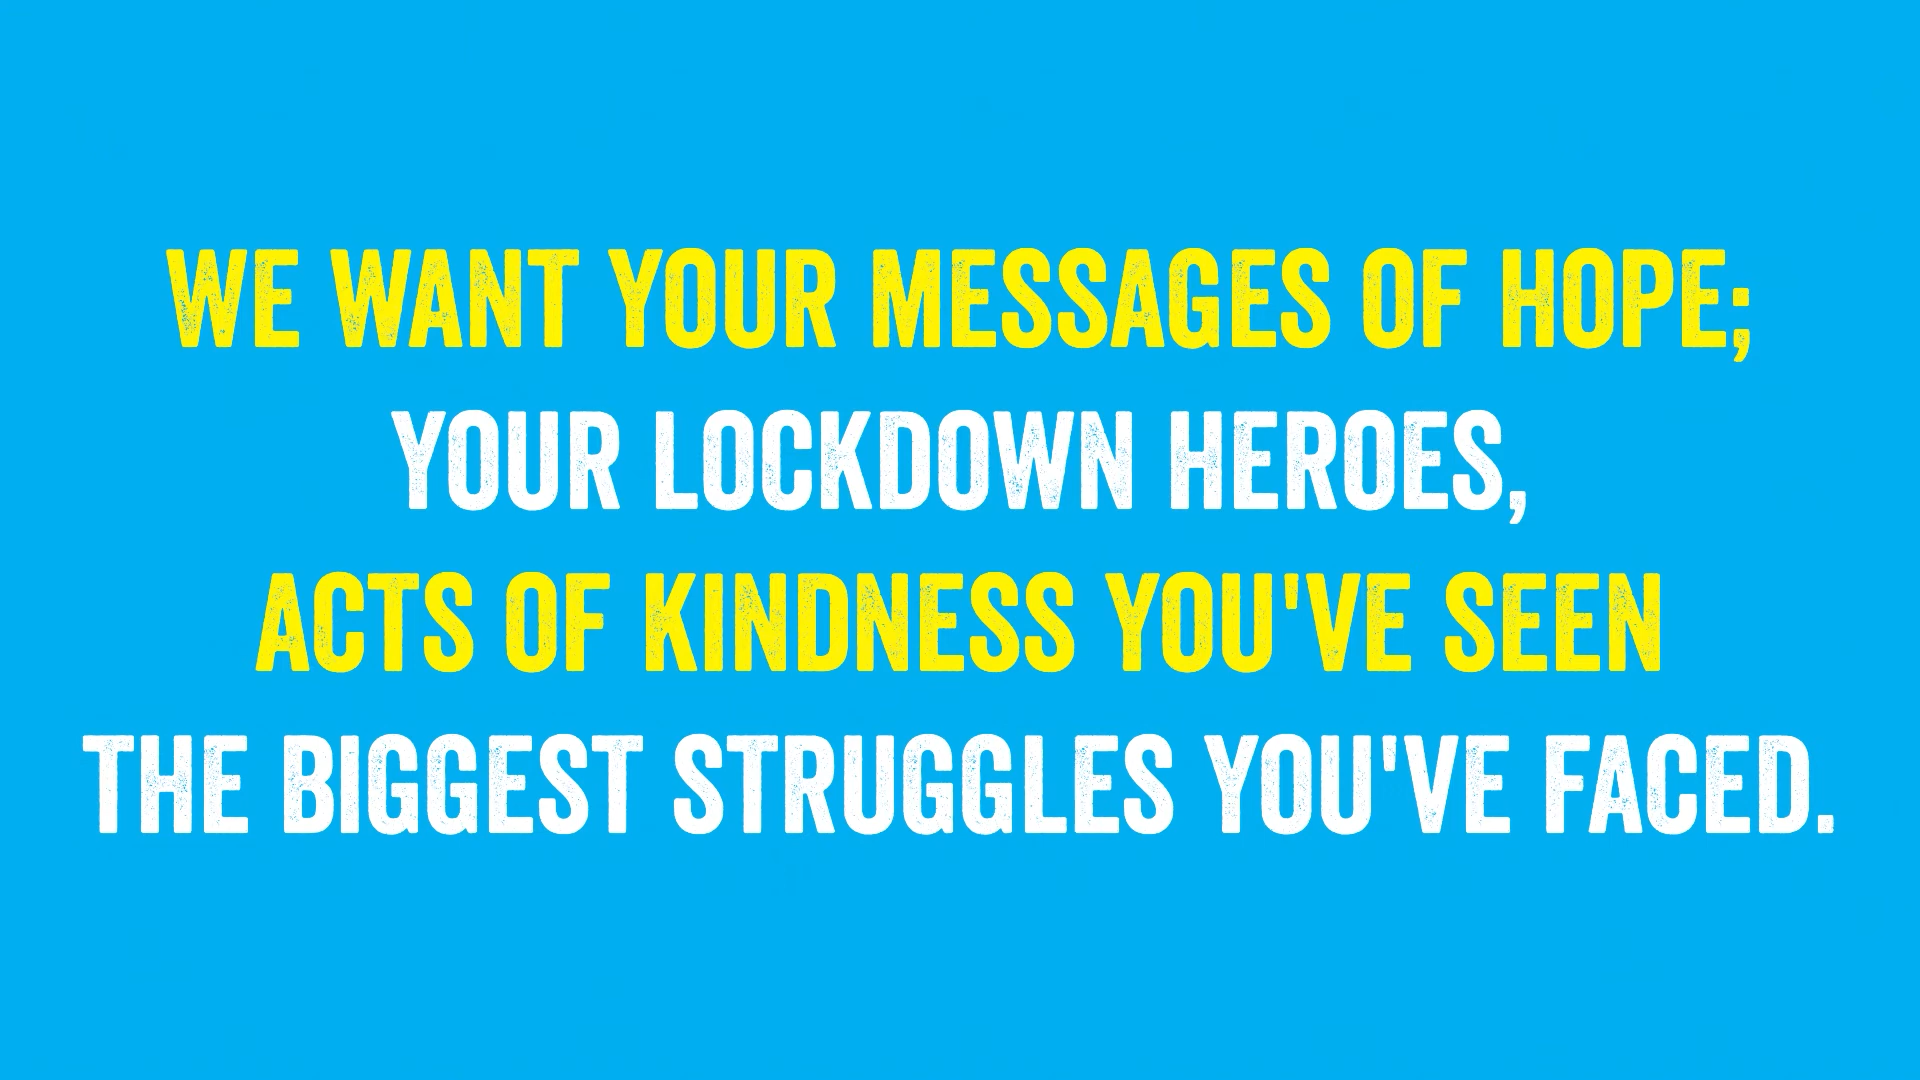 WE WANT YOUR MESSAGES OF HOPE;
YOUR LOCKDOWN HEROES,
ACTS OF KINDNESS YOU'VE SEEN
THE BIGGEST STRUGGLES YOU'VE FACED.